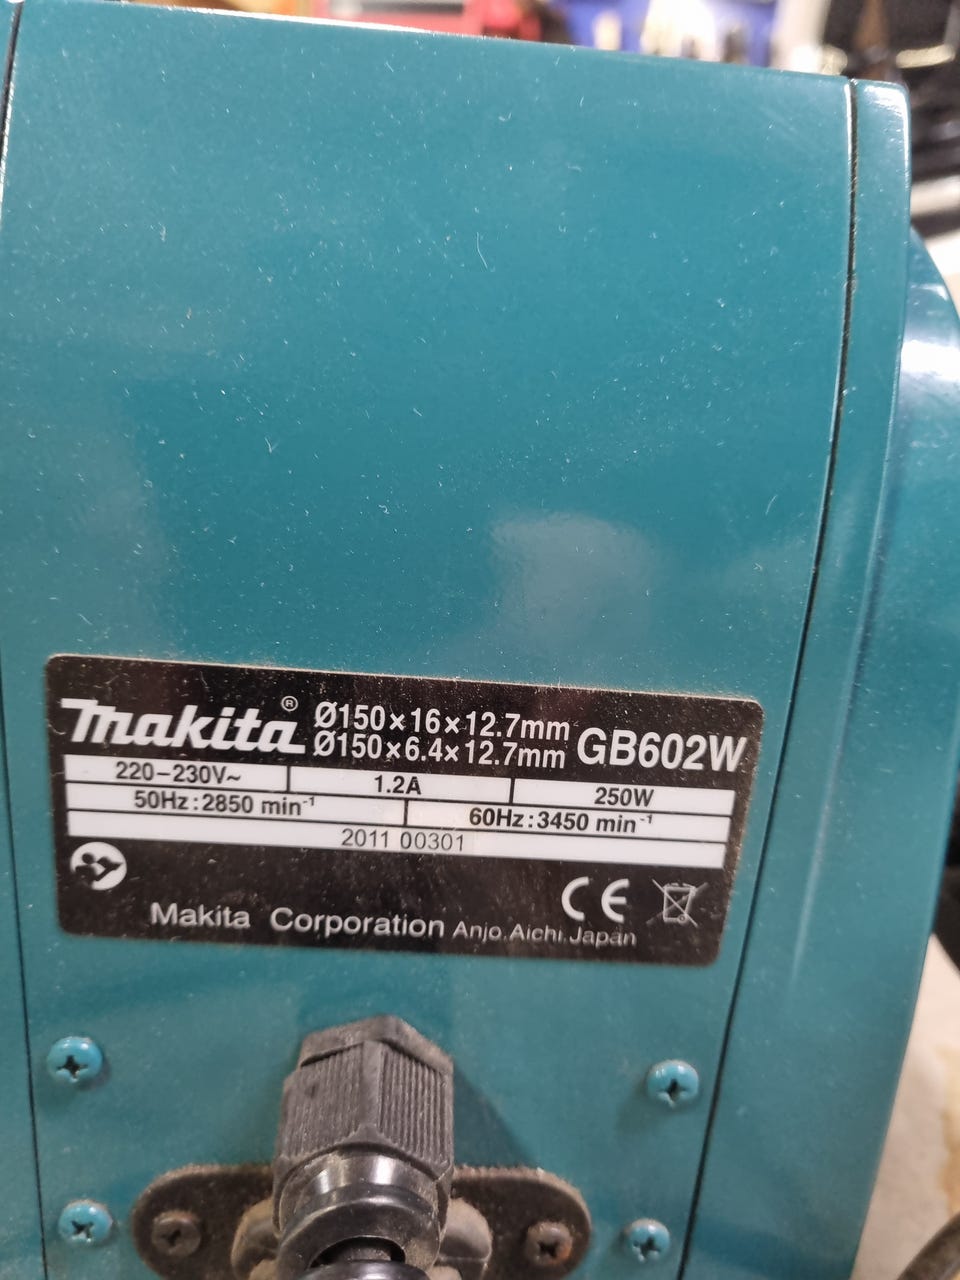 makita® Ø150×16×12.7mm GB602W
Ø150×6.4×12.7mm
220–230V~ 1.2A 250W
50Hz:2850 min⁻¹ 60Hz:3450 min⁻¹
2011 00301
CE
Makita Corporation Anjo.Aichi.Japan